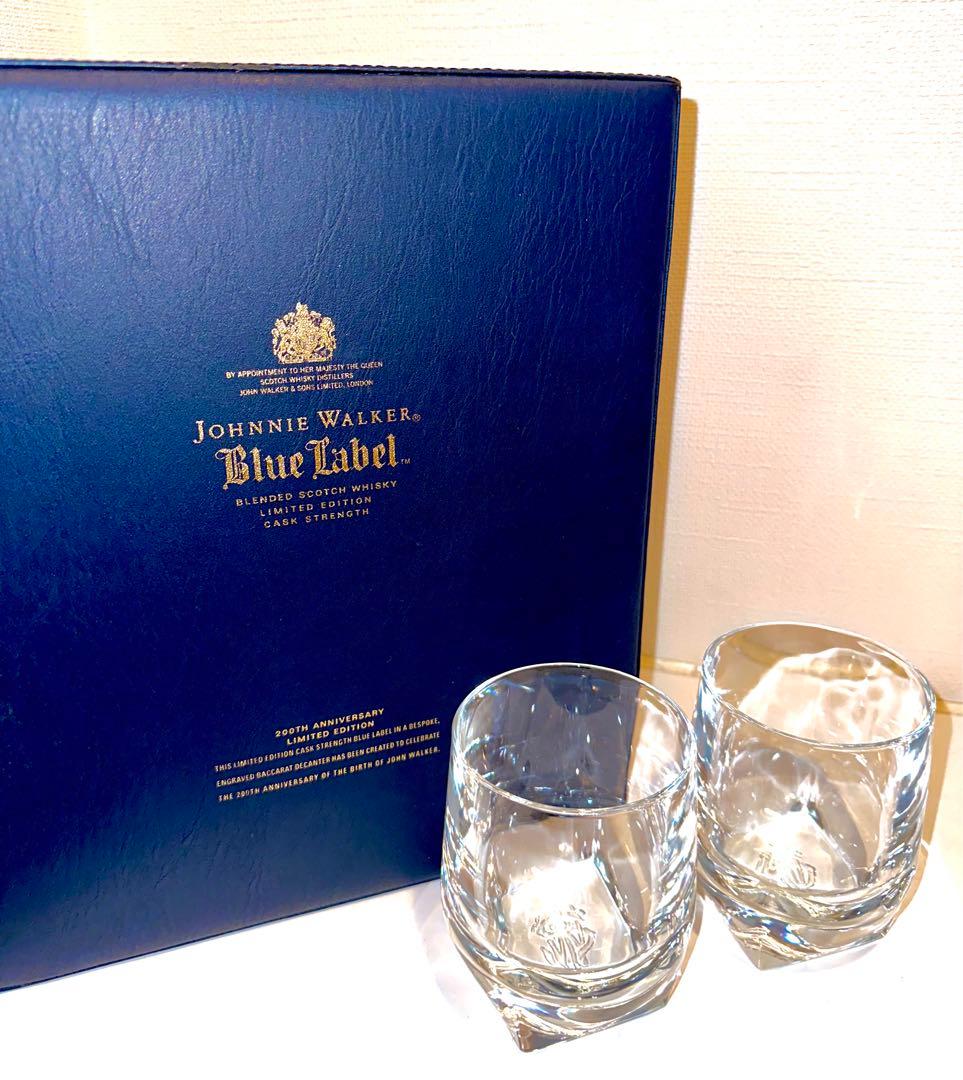 BY APPOINTMENT TO HER MAJESTY THE QUEEN
SCOTCH WHISKY DISTILLERS
JOHN WALKER & SONS LIMITED, LONDON
JOHNNIE WALKER®
Blue Label™
BLENDED SCOTCH WHISKY
LIMITED EDITION
CASK STRENGTH
200TH ANNIVERSARY
LIMITED EDITION
THIS LIMITED EDITION CASK STRENGTH BLUE LABEL IN A BESPOKE,
ENGRAVED BACCARAT DECANTER HAS BEEN CREATED TO CELEBRATE
THE 200TH ANNIVERSARY OF THE BIRTH OF JOHN WALKER.